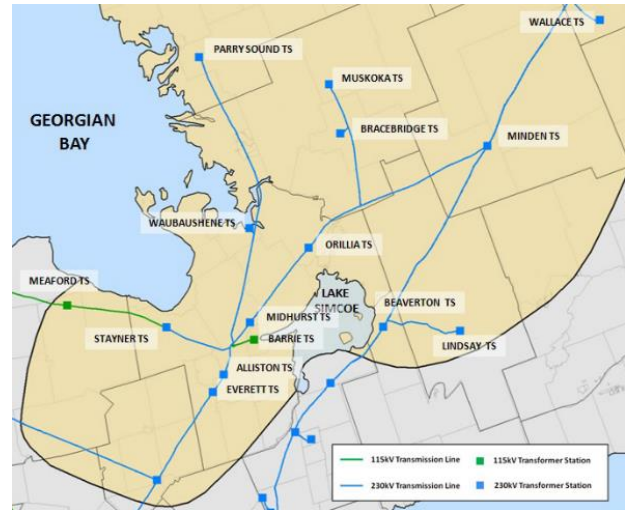 WALLACE TS
PARRY SOUND TS
MUSKOKA TS
GEORGIAN
BAY
BRACEBRIDGE TS
MINDEN TS
WAUBAUSHENE TS
ORILLIA TS
MEAFORD TS
LAKE
SIMCOE
BEAVERTON TS
MIDHURST TS
STAYNER TS
BARRIE TS
LINDSAY TS
ALLISTON TS
EVERETT TS
115kV Transmission Line
115kV Transformer Station
230kV Transmission Line
230kV Transformer Station